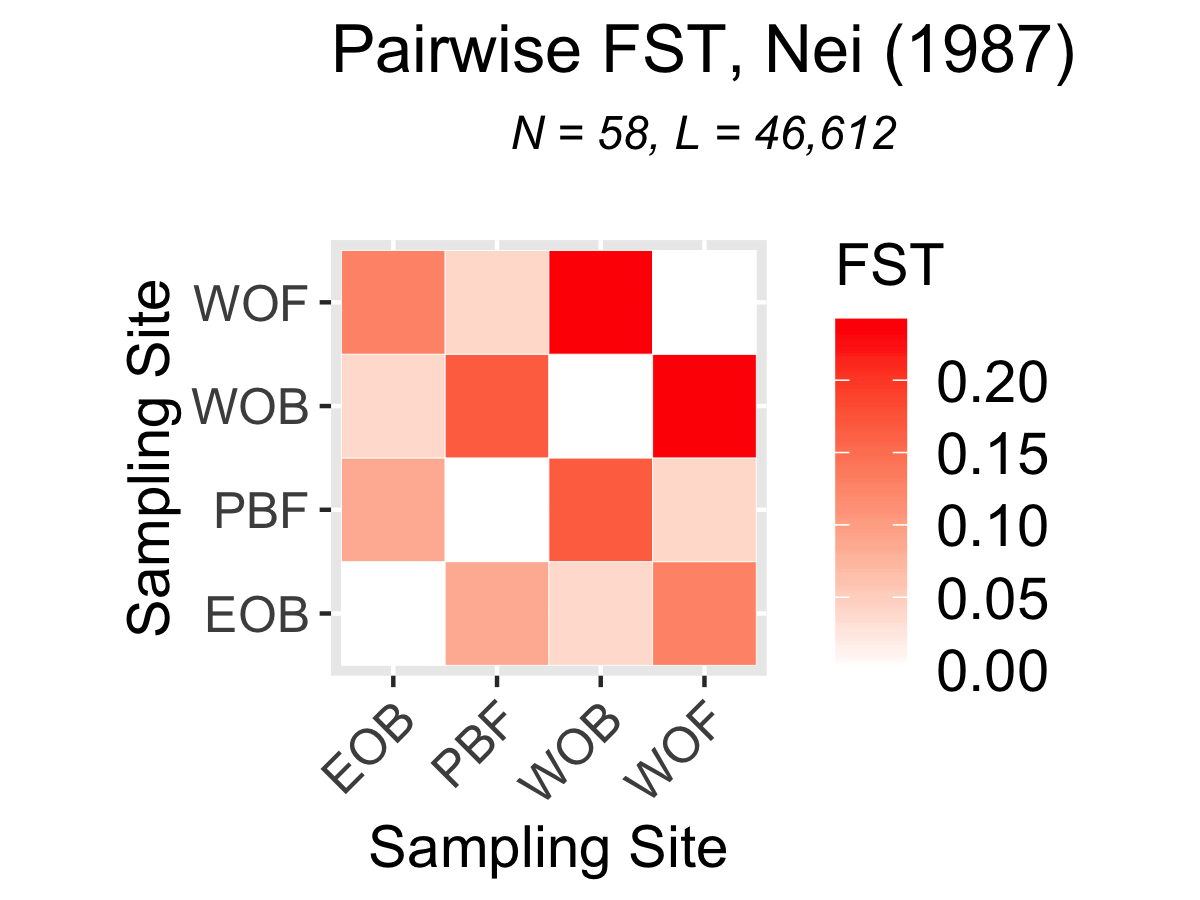 Pairwise FST, Nei (1987)
N = 58, L = 46,612
Sampling Site
WOF
WOB
PBF
EOB
EOB
PBF
WOB
WOF
Sampling Site
FST
0.20
0.15
0.10
0.05
0.00